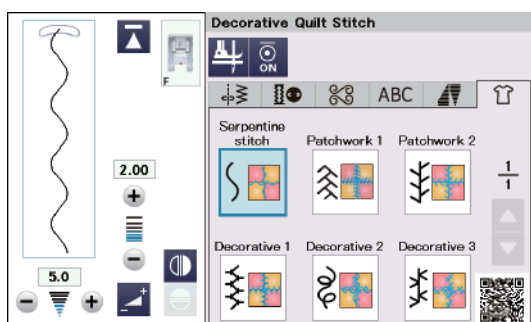 Decorative Quilt Stitch
F
ON
ABC
Serpentine
stitch
Patchwork 1
Patchwork 2
2.00
1
1
Decorative 1
Decorative 2
Decorative 3
5.0